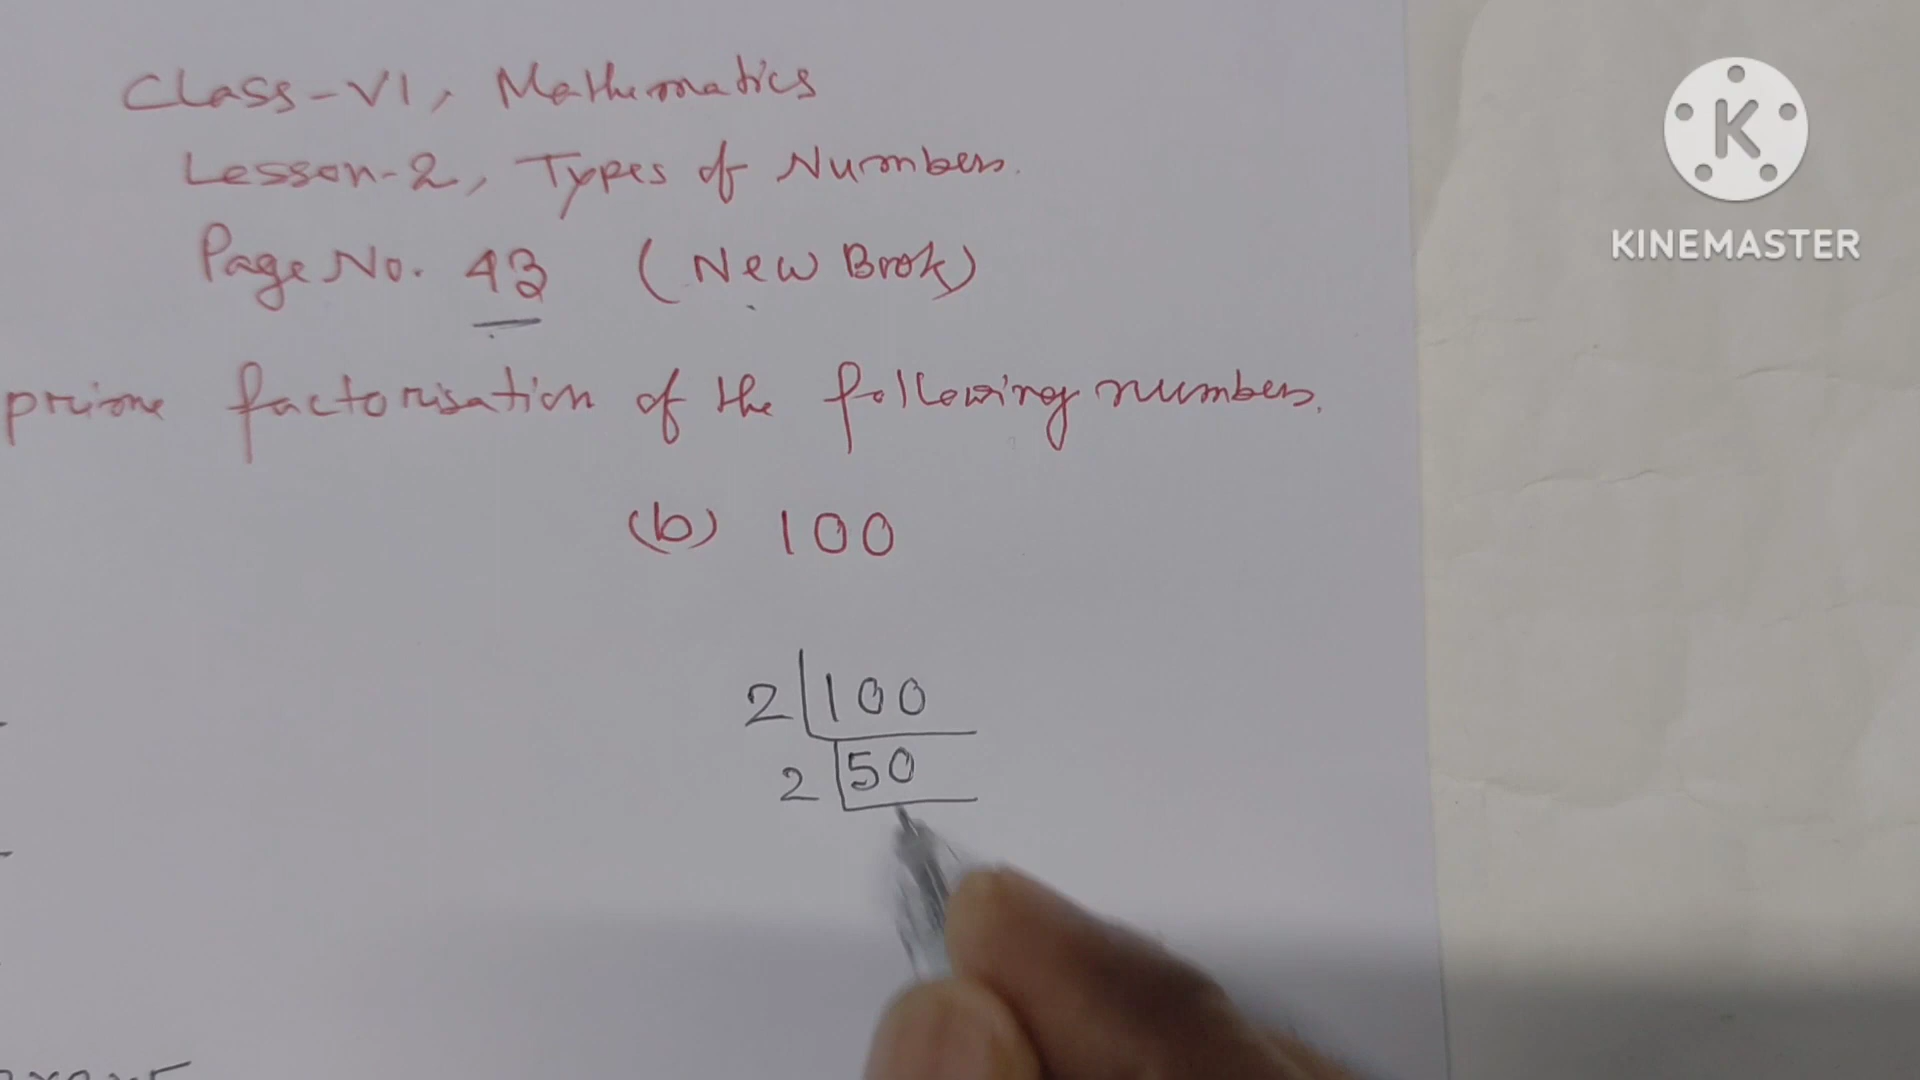 Class-VI, Mathematics
Lesson-2, Types of Numbers.
Page No. 43 (New Book)
prime factorisation of the following numbers.
(b) 100
2 100
2 50
K
KINEMASTER